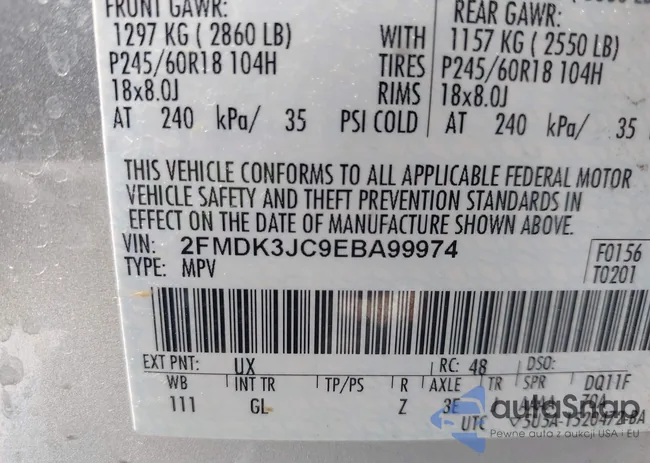 FRONT GAWR:
1297 KG ( 2860 LB)
P245/60R18 104H
18x8.0J
AT 240 kPa/ 35 PSI COLD
WITH
TIRES
RIMS
REAR GAWR:
1157 KG ( 2550 LB)
P245/60R18 104H
18x8.0J
AT 240 kPa/ 35
THIS VEHICLE CONFORMS TO ALL APPLICABLE FEDERAL MOTOR
VEHICLE SAFETY AND THEFT PREVENTION STANDARDS IN
EFFECT ON THE DATE OF MANUFACTURE SHOWN ABOVE.
VIN: 2FMDK3JC9EBA99974
TYPE: MPV
F0156
T0201
EXT PNT: UX RC: 48 DSO:
WB INT TR TP/PS R AXLE TR SPR DQ11F
111 GL Z 3E
UTC
autoSnap
Pewne auta z aukcji USA i EU